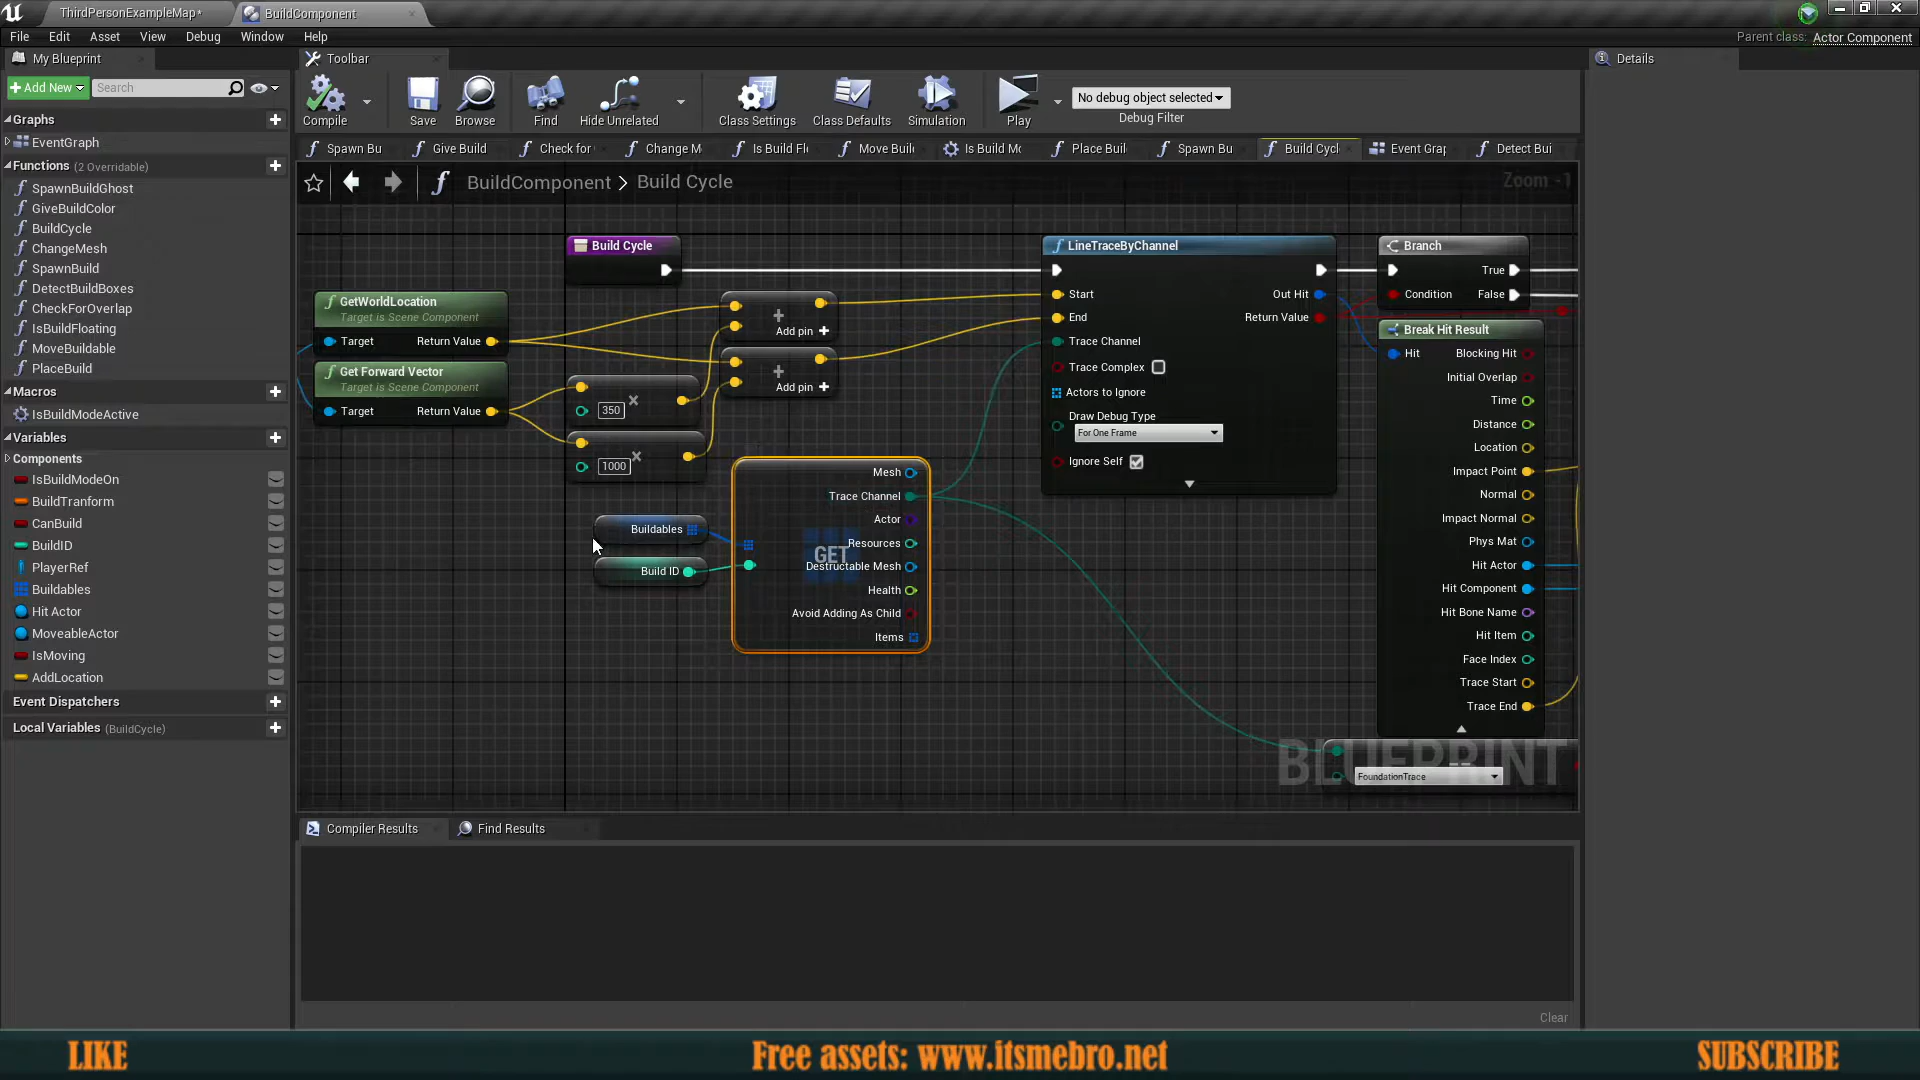 ThirdPersonExampleMap*
BuildComponent
File Edit Asset View Debug Window Help
Parent class: Actor Component
My Blueprint
Toolbar
Details
Add New
Search
Compile
Save
Browse
Find
Hide Unrelated
Class Settings
Class Defaults
Simulation
Play
No debug object selected
Debug Filter
Spawn Bu
Give Build
Check for
Change M
Is Build Fl
Move Buil
Is Build M
Place Buil
Spawn Bu
Build Cycl
Event Grap
Detect Bui
BuildComponent > Build Cycle
Zoom -1
Graphs
EventGraph
Functions (2 Overridable)
SpawnBuildGhost
GiveBuildColor
BuildCycle
ChangeMesh
SpawnBuild
DetectBuildBoxes
CheckForOverlap
IsBuildFloating
MoveBuildable
PlaceBuild
Macros
IsBuildModeActive
Variables
Components
IsBuildModeOn
BuildTranform
CanBuild
BuildID
PlayerRef
Buildables
Hit Actor
MoveableActor
IsMoving
AddLocation
Event Dispatchers
Local Variables (BuildCycle)
Build Cycle
GetWorldLocation
Target is Scene Component
Target Return Value
Get Forward Vector
Target is Scene Component
Target Return Value
350
1000
Add pin +
Add pin +
Buildables
Build ID
GET
Mesh
Trace Channel
Actor
Resources
Destructable Mesh
Health
Avoid Adding As Child
Items
LineTraceByChannel
Start Out Hit
End Return Value
Trace Channel
Trace Complex
Actors to Ignore
Draw Debug Type
For One Frame
Ignore Self
Branch
True
Condition False
Break Hit Result
Hit Blocking Hit
Initial Overlap
Time
Distance
Location
Impact Point
Normal
Impact Normal
Phys Mat
Hit Actor
Hit Component
Hit Bone Name
Hit Item
Face Index
Trace Start
Trace End
FoundationTrace
BLUEPRINT
Compiler Results
Find Results
Clear
LIKE
Free assets: www.itsmebro.net
SUBSCRIBE